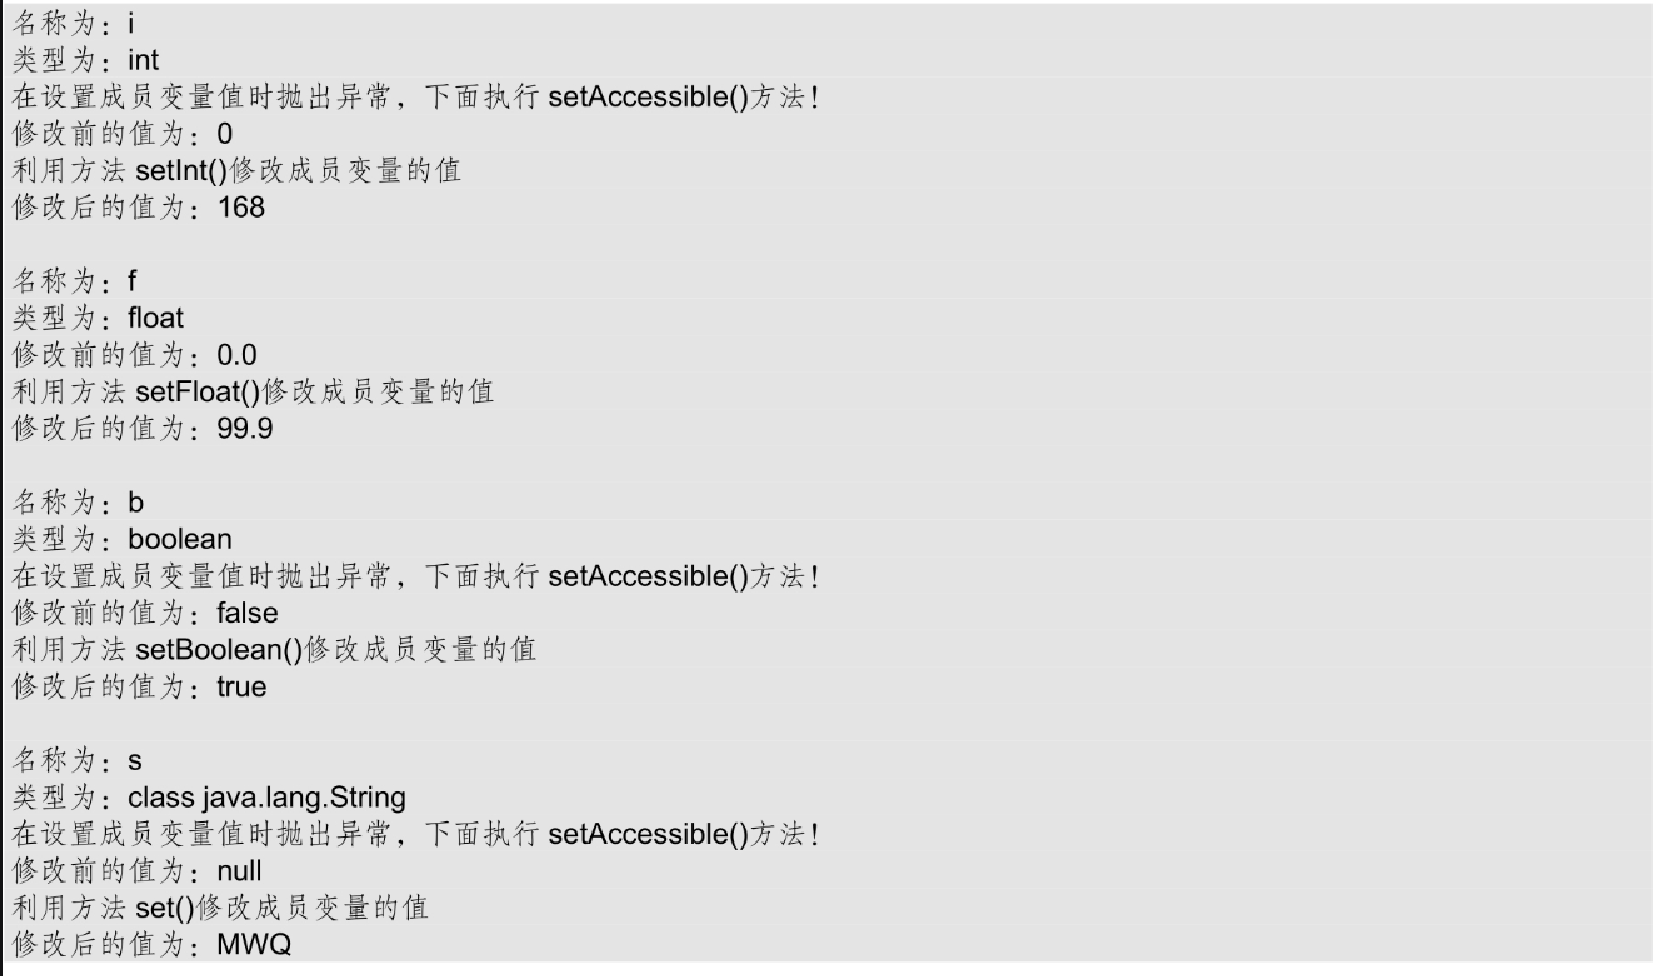 名称为：i
类型为：int
在设置成员变量值时抛出异常，下面执行 setAccessible()方法！
修改前的值为：0
利用方法 setInt()修改成员变量的值
修改后的值为：168
名称为：f
类型为：float
修改前的值为：0.0
利用方法 setFloat()修改成员变量的值
修改后的值为：99.9
名称为：b
类型为：boolean
在设置成员变量值时抛出异常，下面执行 setAccessible()方法！
修改前的值为：false
利用方法 setBoolean()修改成员变量的值
修改后的值为：true
名称为：s
类型为：class java.lang.String
在设置成员变量值时抛出异常，下面执行 setAccessible()方法！
修改前的值为：null
利用方法 set()修改成员变量的值
修改后的值为：MWQ